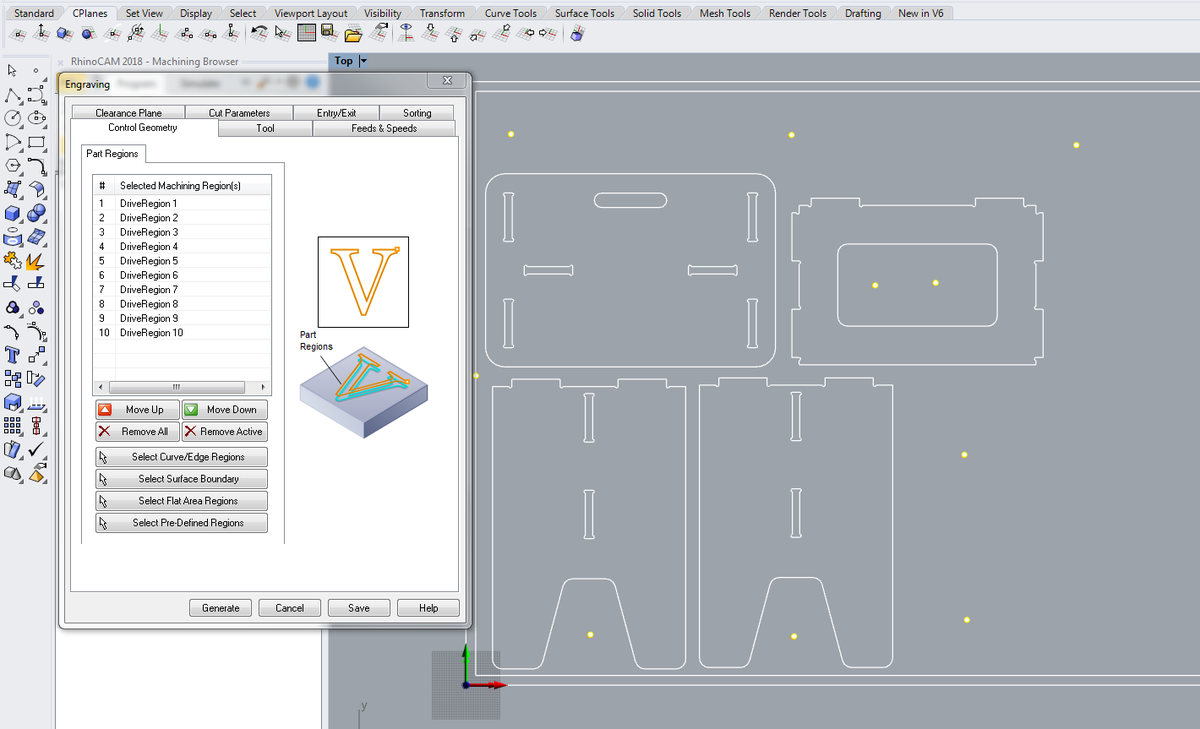 Standard CPlanes Set View Display Select Viewport Layout Visibility Transform Curve Tools Surface Tools Solid Tools Mesh Tools Render Tools Drafting New in V6
RhinoCAM 2018 - Machining Browser
Top
Engraving
Clearance Plane Cut Parameters Entry/Exit Sorting
Control Geometry Tool Feeds & Speeds
Part Regions
# Selected Machining Region(s)
1 DriveRegion 1
2 DriveRegion 2
3 DriveRegion 3
4 DriveRegion 4
5 DriveRegion 5
6 DriveRegion 6
7 DriveRegion 7
8 DriveRegion 8
9 DriveRegion 9
10 DriveRegion 10
Part
Regions
Move Up Move Down
Remove All Remove Active
Select Curve/Edge Regions
Select Surface Boundary
Select Flat Area Regions
Select Pre-Defined Regions
Generate Cancel Save Help
y